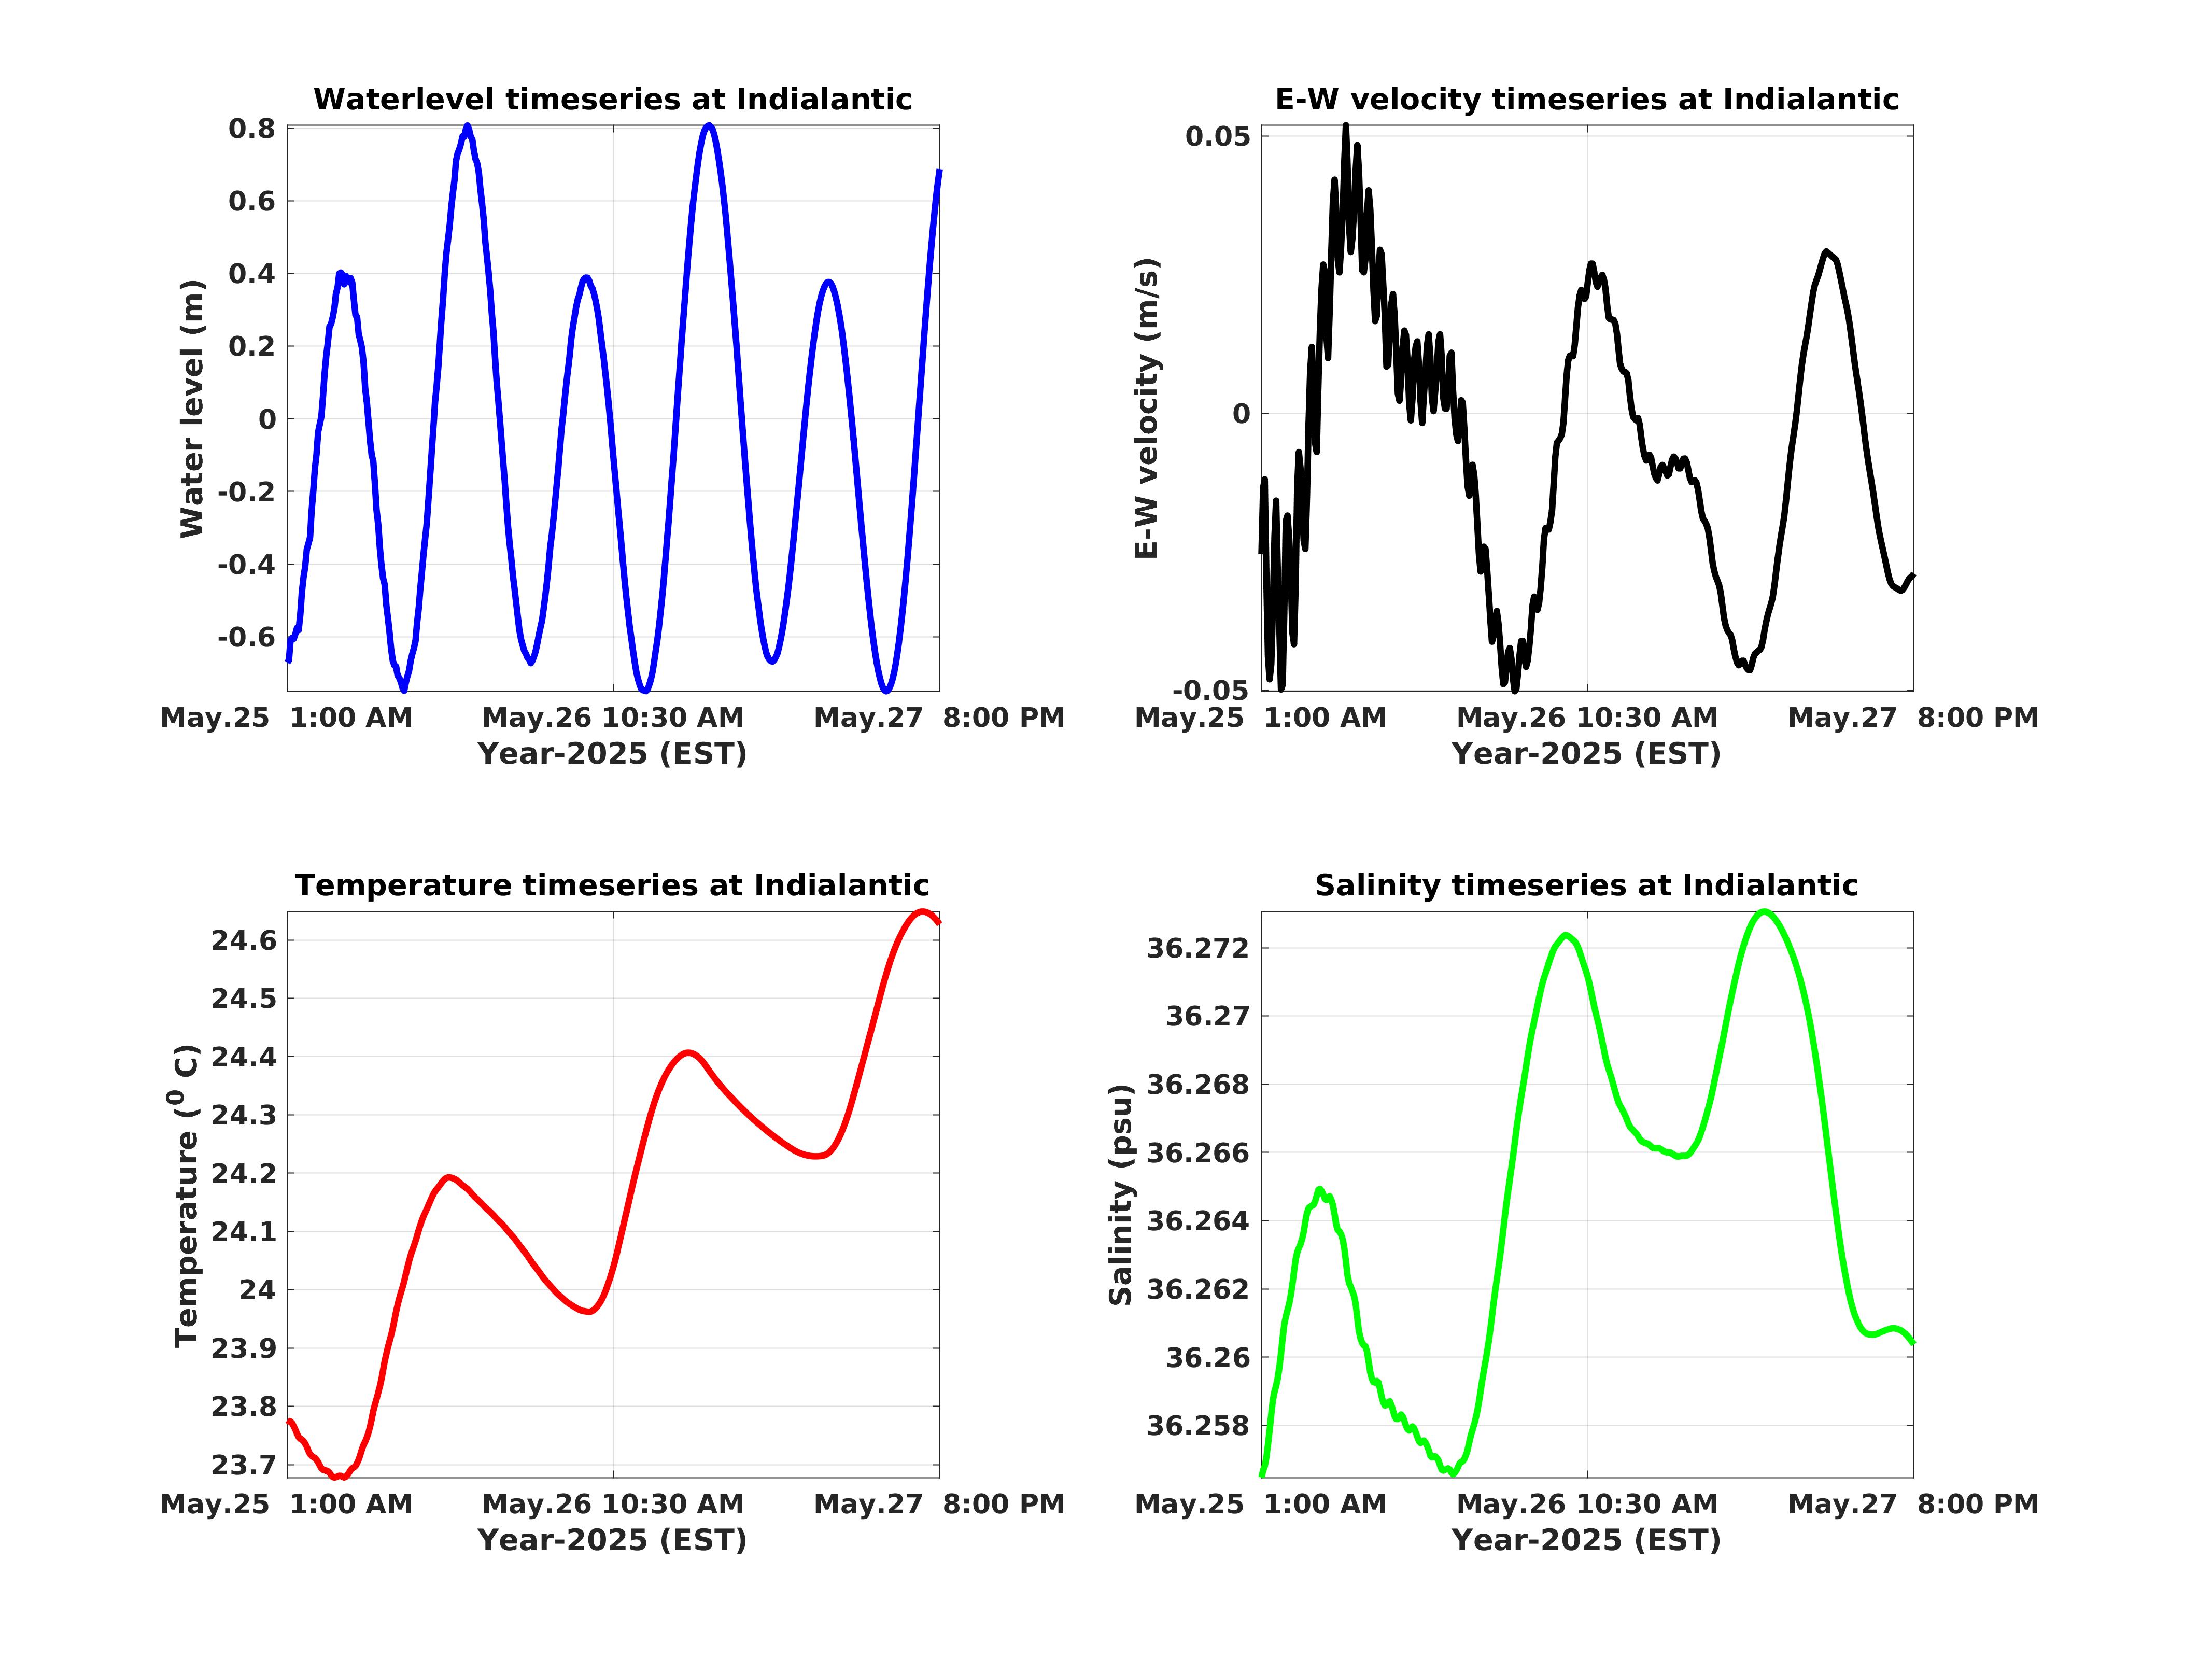 Waterlevel timeseries at Indialantic
0.8
0.6
0.4
0.2
0
-0.2
-0.4
-0.6
Water level (m)
May.25 1:00 AM
May.26 10:30 AM
May.27 8:00 PM
Year-2025 (EST)
E-W velocity timeseries at Indialantic
0.05
0
-0.05
E-W velocity (m/s)
May.25 1:00 AM
May.26 10:30 AM
May.27 8:00 PM
Year-2025 (EST)
Temperature timeseries at Indialantic
24.6
24.5
24.4
24.3
24.2
24.1
24
23.9
23.8
23.7
Temperature (⁰ C)
May.25 1:00 AM
May.26 10:30 AM
May.27 8:00 PM
Year-2025 (EST)
Salinity timeseries at Indialantic
36.272
36.27
36.268
36.266
36.264
36.262
36.26
36.258
Salinity (psu)
May.25 1:00 AM
May.26 10:30 AM
May.27 8:00 PM
Year-2025 (EST)